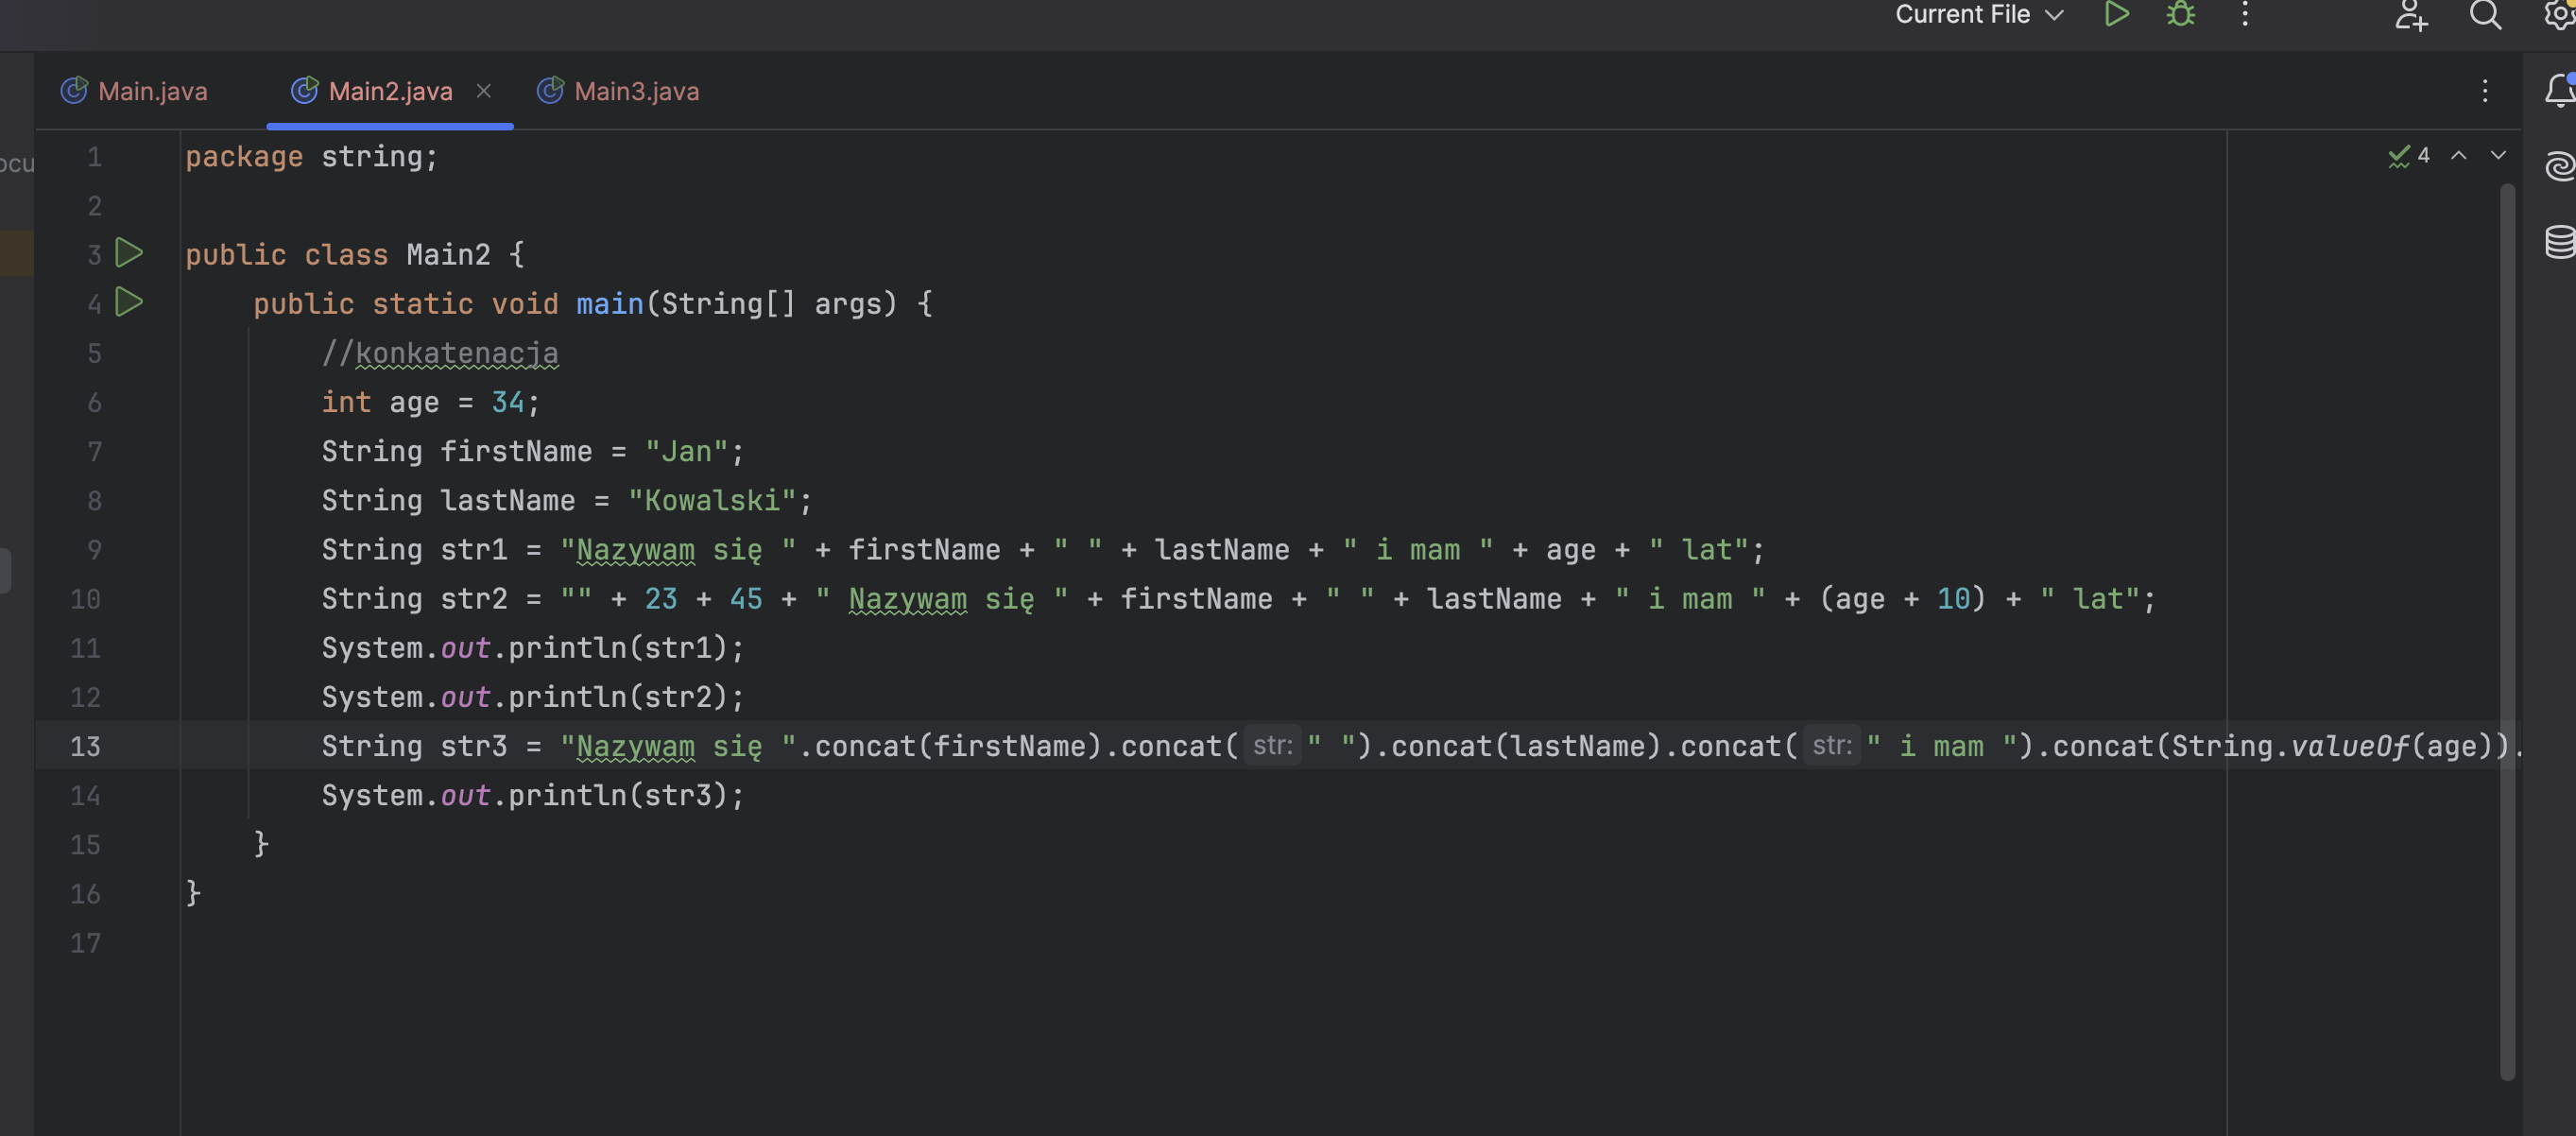 Current File
Main.java Main2.java Main3.java
1 package string; 4
2
3 public class Main2 {
4 public static void main(String[] args) {
5 //konkatenacja
6 int age = 34;
7 String firstName = "Jan";
8 String lastName = "Kowalski";
9 String str1 = "Nazywam się " + firstName + " " + lastName + " i mam " + age + " lat";
10 String str2 = "" + 23 + 45 + " Nazywam się " + firstName + " " + lastName + " i mam " + (age + 10) + " lat";
11 System.out.println(str1);
12 System.out.println(str2);
13 String str3 = "Nazywam się ".concat(firstName).concat( str: " ").concat(lastName).concat( str: " i mam ").concat(String.valueOf(age)).
14 System.out.println(str3);
15 }
16 }
17